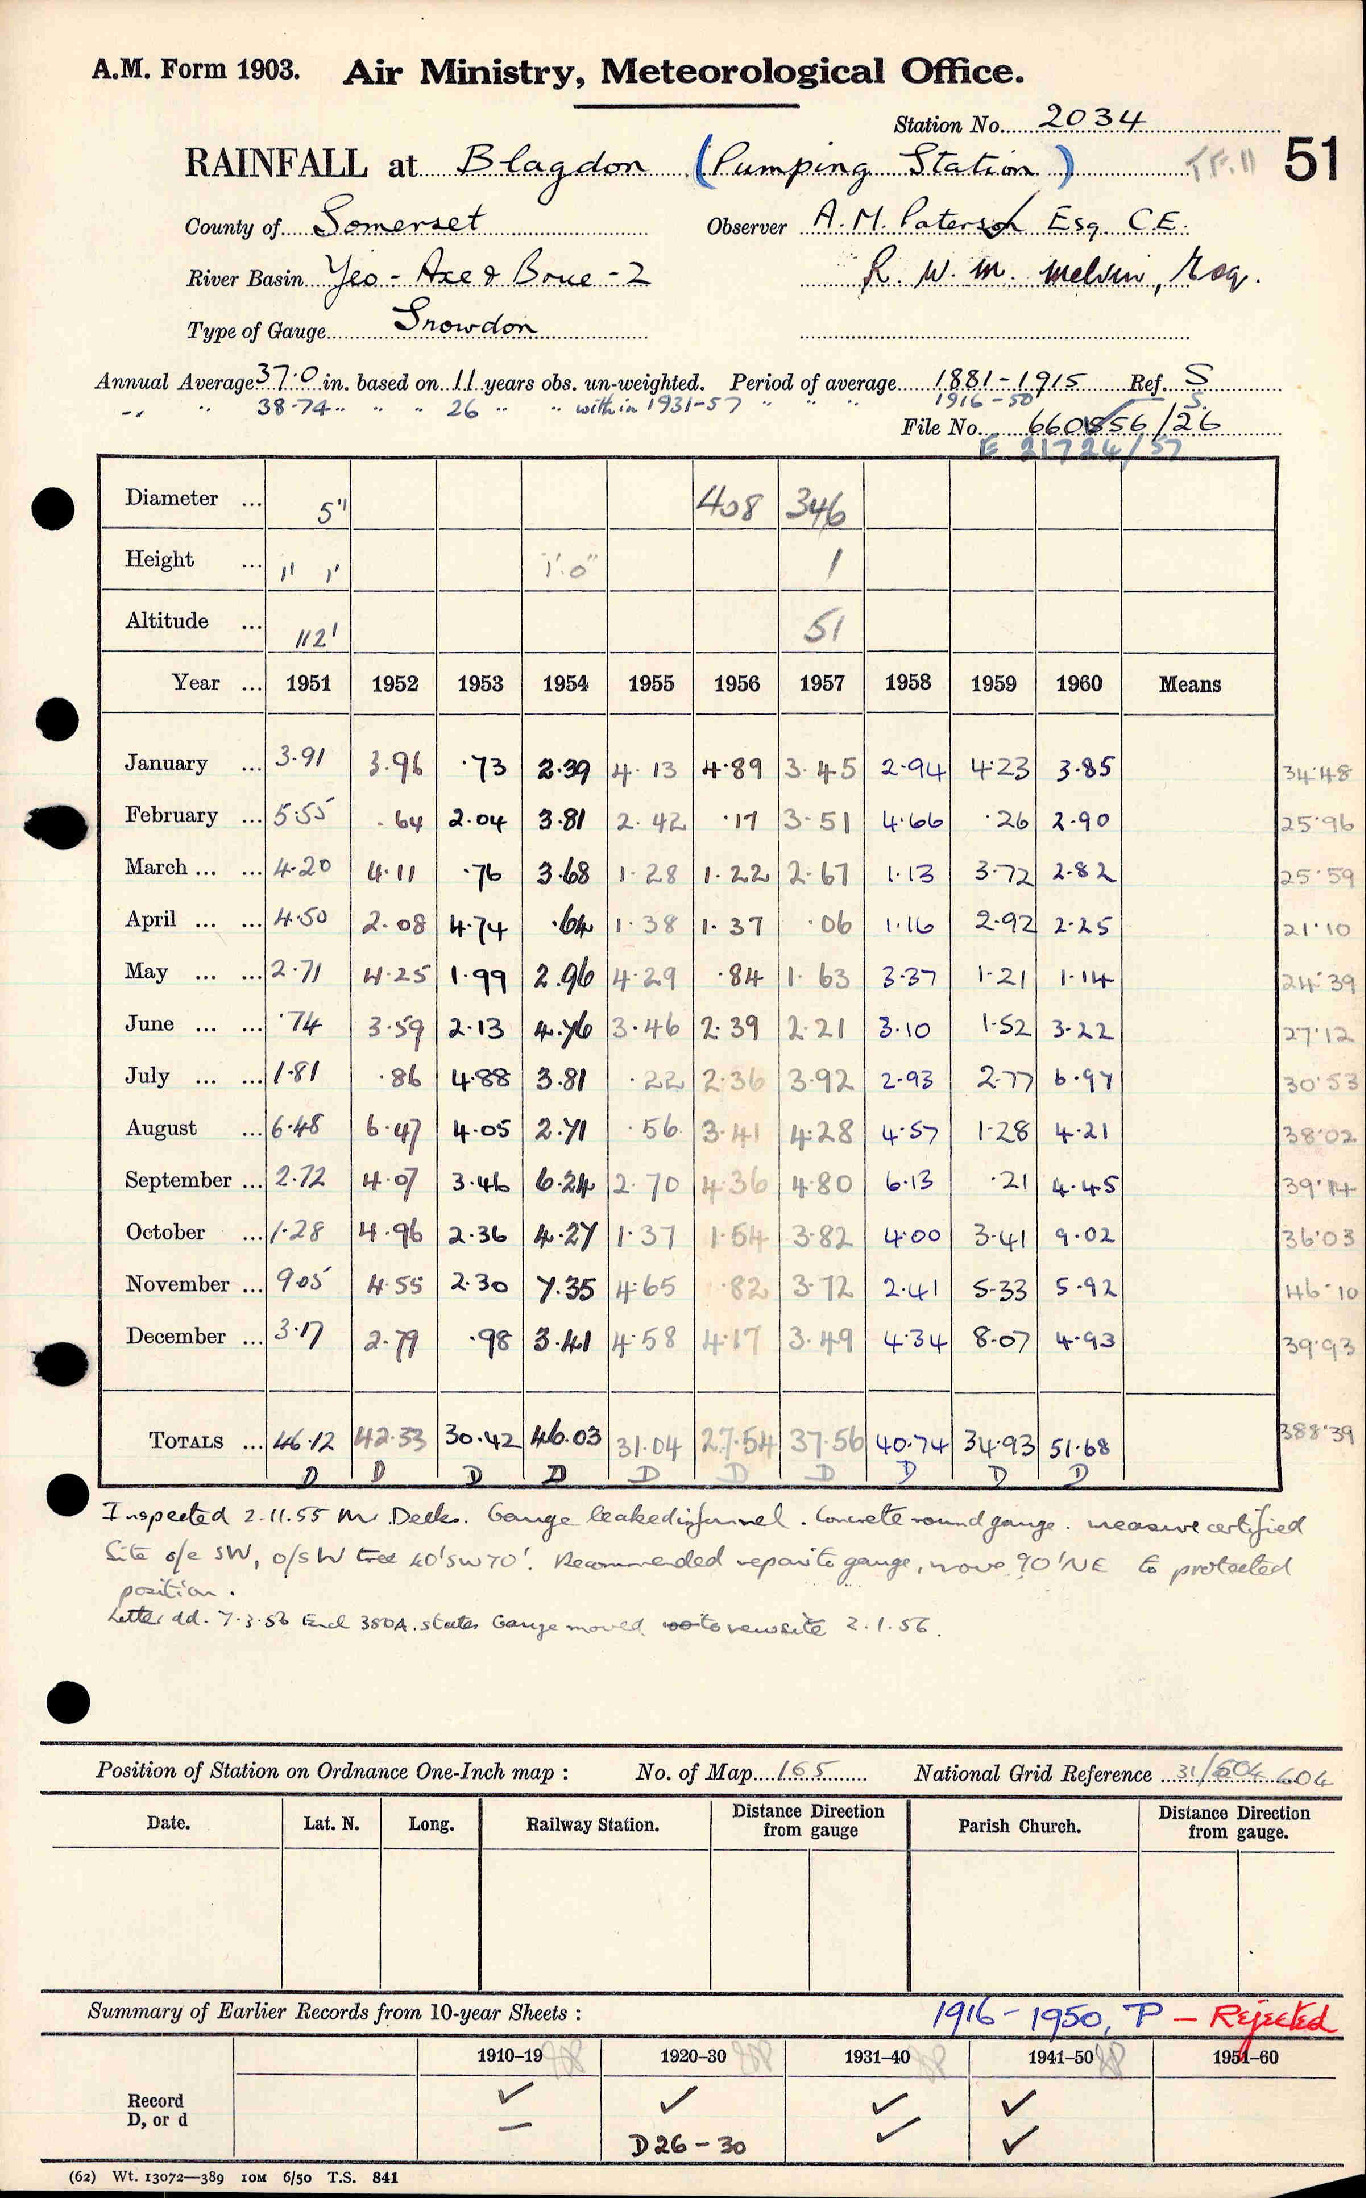 A.M. Form 1903. Air Ministry, Meteorological Office.
Station No. 2034
RAINFALL at Blagdon (Pumping Station) 51
County of Somerset Observer A. M. Paterson Esq. C.E.
River Basin Yeo - Axe & Brue - 2 R. W. M. Melvin, Esq.
Type of Gauge Snowdon
Annual Average 37.0 in. based on 11 years obs. un-weighted. Period of average 1881-1915 Ref. S
" " 38.74 " " " 26 " " within 1931-57 " " " 1916-50 S.
File No. 660856/26
E 21724/57
Diameter ... 5" 408 346
Height ... 1' 1' 1'.0" 1
Altitude ... 112' 51
Year ... 1951 1952 1953 1954 1955 1956 1957 1958 1959 1960 Means
January ... 3.91 3.96 .73 2.39 4.13 4.89 3.45 2.94 4.23 3.85 34.48
February ... 5.55 .64 2.04 3.81 2.42 .17 3.51 4.66 .26 2.90 25.96
March ... ... 4.20 4.11 .76 3.68 1.28 1.22 2.67 1.13 3.72 2.82 25.59
April ... ... 4.50 2.08 4.74 .64 1.38 1.37 .06 1.16 2.92 2.25 21.10
May ... ... 2.71 4.25 1.99 2.96 4.29 .84 1.63 3.37 1.21 1.14 24.39
June ... ... .74 3.59 2.13 4.76 3.46 2.39 2.21 3.10 1.52 3.22 27.12
July ... ... 1.81 .86 4.88 3.81 .22 2.36 3.92 2.93 2.77 6.97 30.53
August ... 6.48 6.47 4.05 2.71 .56 3.41 4.28 4.57 1.28 4.21 38.02
September ... 2.72 4.07 3.46 6.24 2.70 4.36 4.80 6.13 .21 4.45 39.14
October ... 1.28 4.96 2.36 4.27 1.37 1.54 3.82 4.00 3.41 9.02 36.03
November ... 9.05 4.55 2.30 7.35 4.65 .82 3.72 2.41 5.33 5.92 46.10
December ... 3.17 2.79 .98 3.41 4.58 4.17 3.49 4.34 8.07 4.93 39.93
TOTALS ... 46.12 42.33 30.42 46.03 31.04 27.54 37.56 40.74 34.93 51.68 388.39
D D D D D D D D D D
Inspected 2.11.55 Mr. Gauge leaked in funnel. Concrete round gauge. measure certified
Site o/e SW, o/s W tree 40' SW 70'. Recommended repair to gauge, move 90' NE to protected
position.
Letter dd. 7.3.56 Encl 380A. states Gauge moved to new site 2.1.56.
Position of Station on Ordnance One-Inch map : No. of Map 165 National Grid Reference 31/504 604
Date. Lat. N. Long. Railway Station. Distance Direction from gauge Parish Church. Distance Direction from gauge.
Summary of Earlier Records from 10-year Sheets : 1916-1950, P - Rejected
1910-19 1920-30 1931-40 1941-50 1951-60
Record ✓ ✓ ✓ ✓
D, or d — D 26-30 ✓ ✓
(62) Wt. 13072—389 IOM 6/50 T.S. 841